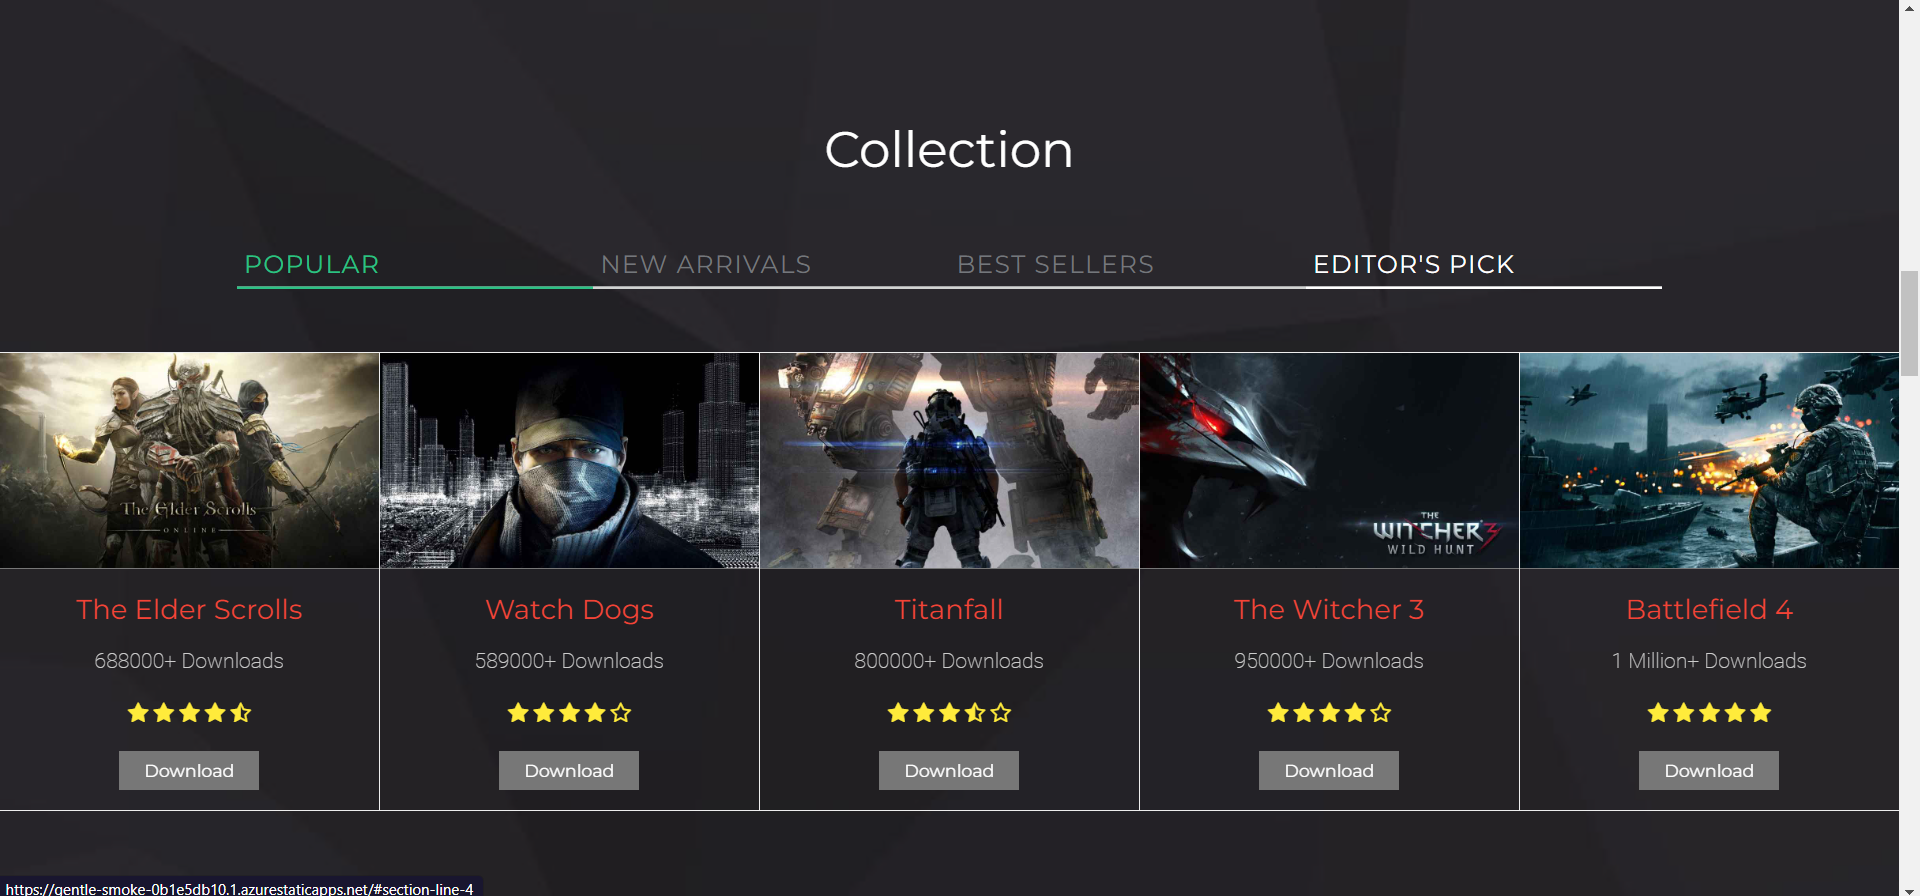 Collection
POPULAR
NEW ARRIVALS
BEST SELLERS
EDITOR'S PICK
The Elder Scrolls
ONLINE
THE
WITCHER 3
WILD HUNT
The Elder Scrolls
Watch Dogs
Titanfall
The Witcher 3
Battlefield 4
688000+ Downloads
589000+ Downloads
800000+ Downloads
950000+ Downloads
1 Million+ Downloads
Download
Download
Download
Download
Download
https://gentle-smoke-0b1e5db10.1.azurestaticapps.net/#section-line-4